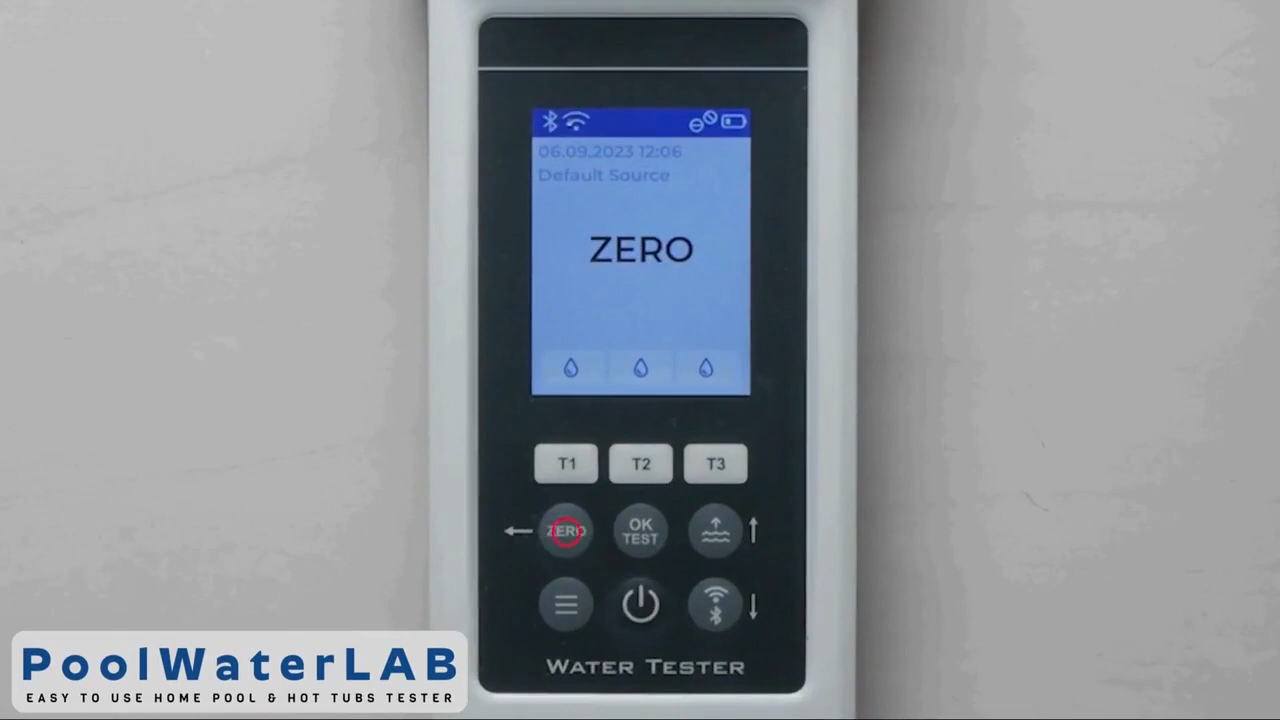 06.09.2023 12:06
Default Source
ZERO
T1 T2 T3
ZERO OK TEST
WATER TESTER
PoolWaterLAB
EASY TO USE HOME POOL & HOT TUBS TESTER